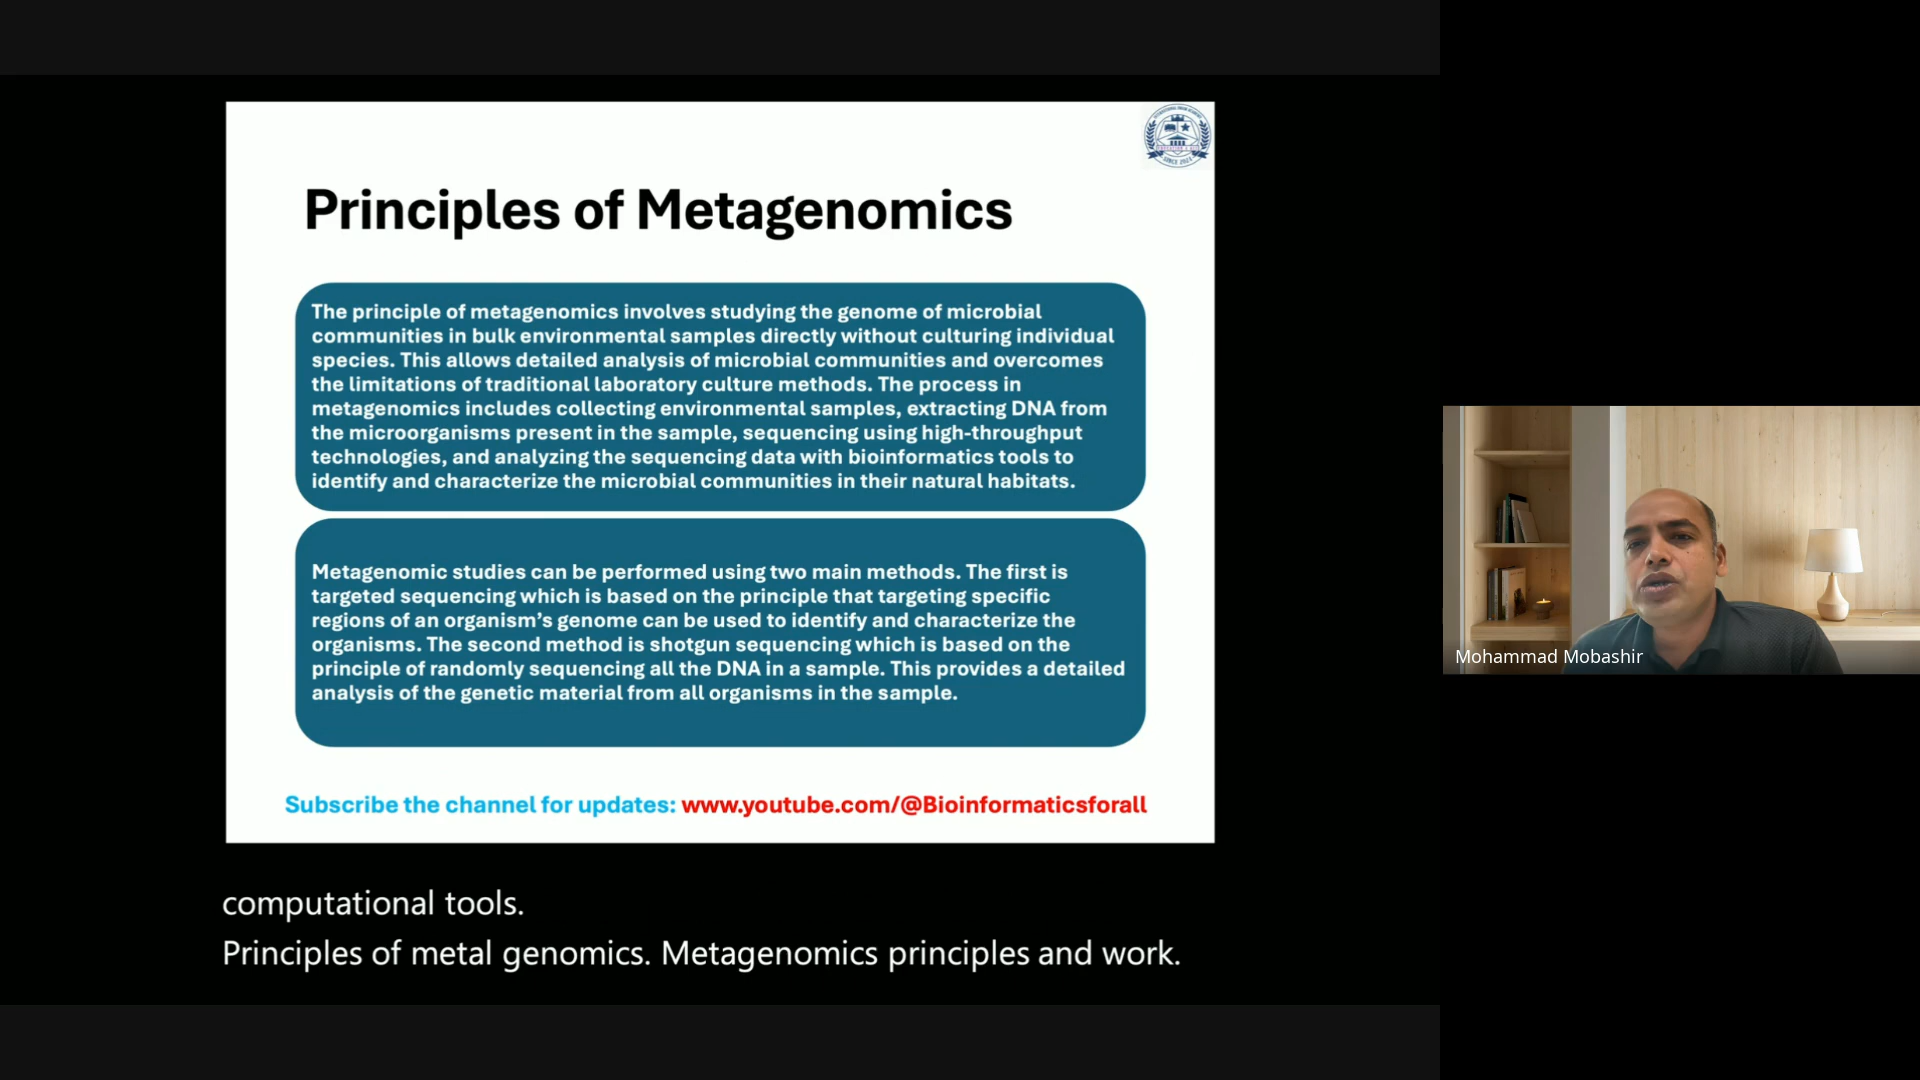 Principles of Metagenomics
The principle of metagenomics involves studying the genome of microbial
communities in bulk environmental samples directly without culturing individual
species. This allows detailed analysis of microbial communities and overcomes
the limitations of traditional laboratory culture methods. The process in
metagenomics includes collecting environmental samples, extracting DNA from
the microorganisms present in the sample, sequencing using high-throughput
technologies, and analyzing the sequencing data with bioinformatics tools to
identify and characterize the microbial communities in their natural habitats.
Metagenomic studies can be performed using two main methods. The first is
targeted sequencing which is based on the principle that targeting specific
regions of an organism’s genome can be used to identify and characterize the
organisms. The second method is shotgun sequencing which is based on the
principle of randomly sequencing all the DNA in a sample. This provides a detailed
analysis of the genetic material from all organisms in the sample.
Subscribe the channel for updates: www.youtube.com/@Bioinformaticsforall
computational tools.
Principles of metal genomics. Metagenomics principles and work.
Mohammad Mobashir